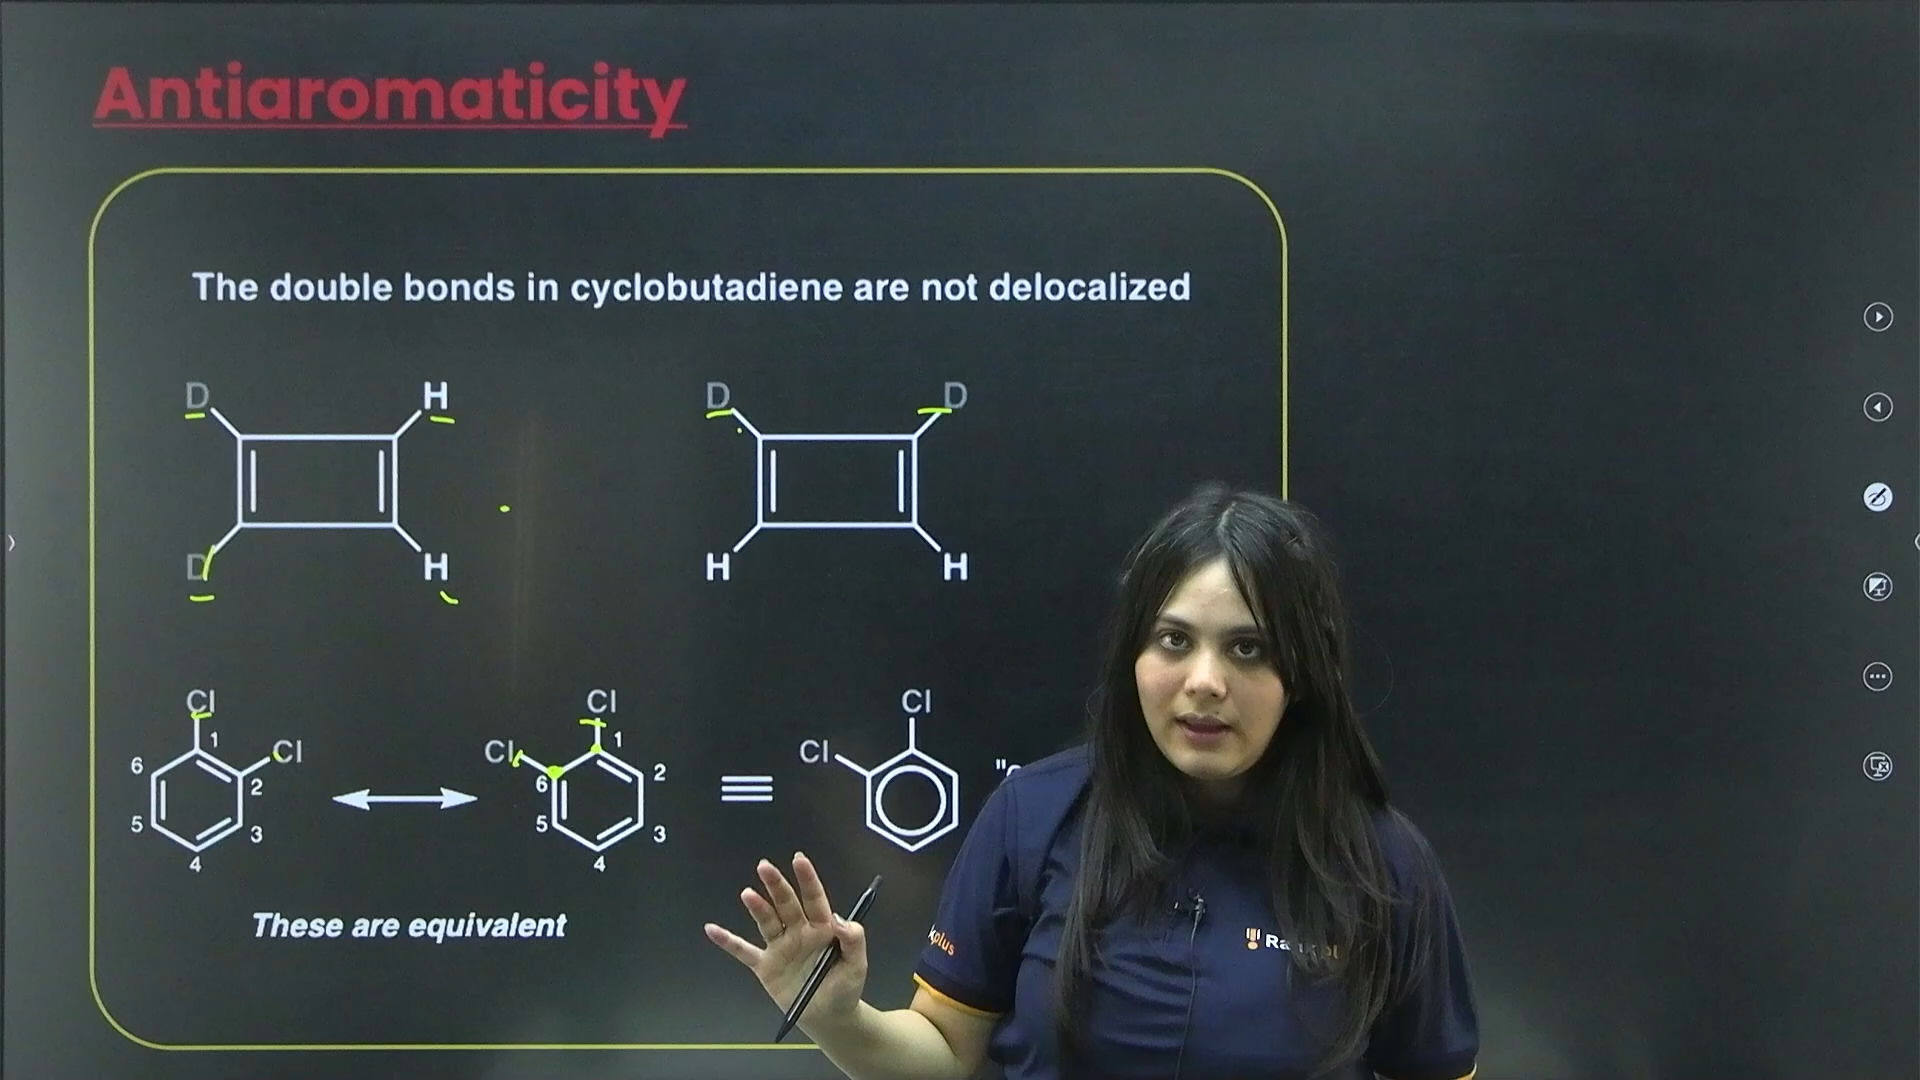 Antiaromaticity
The double bonds in cyclobutadiene are not delocalized
D H D D
D H H H
Cl Cl Cl
1 Cl Cl 1 Cl
6 2 6 2
5 3 5 3
4 4
These are equivalent
plus